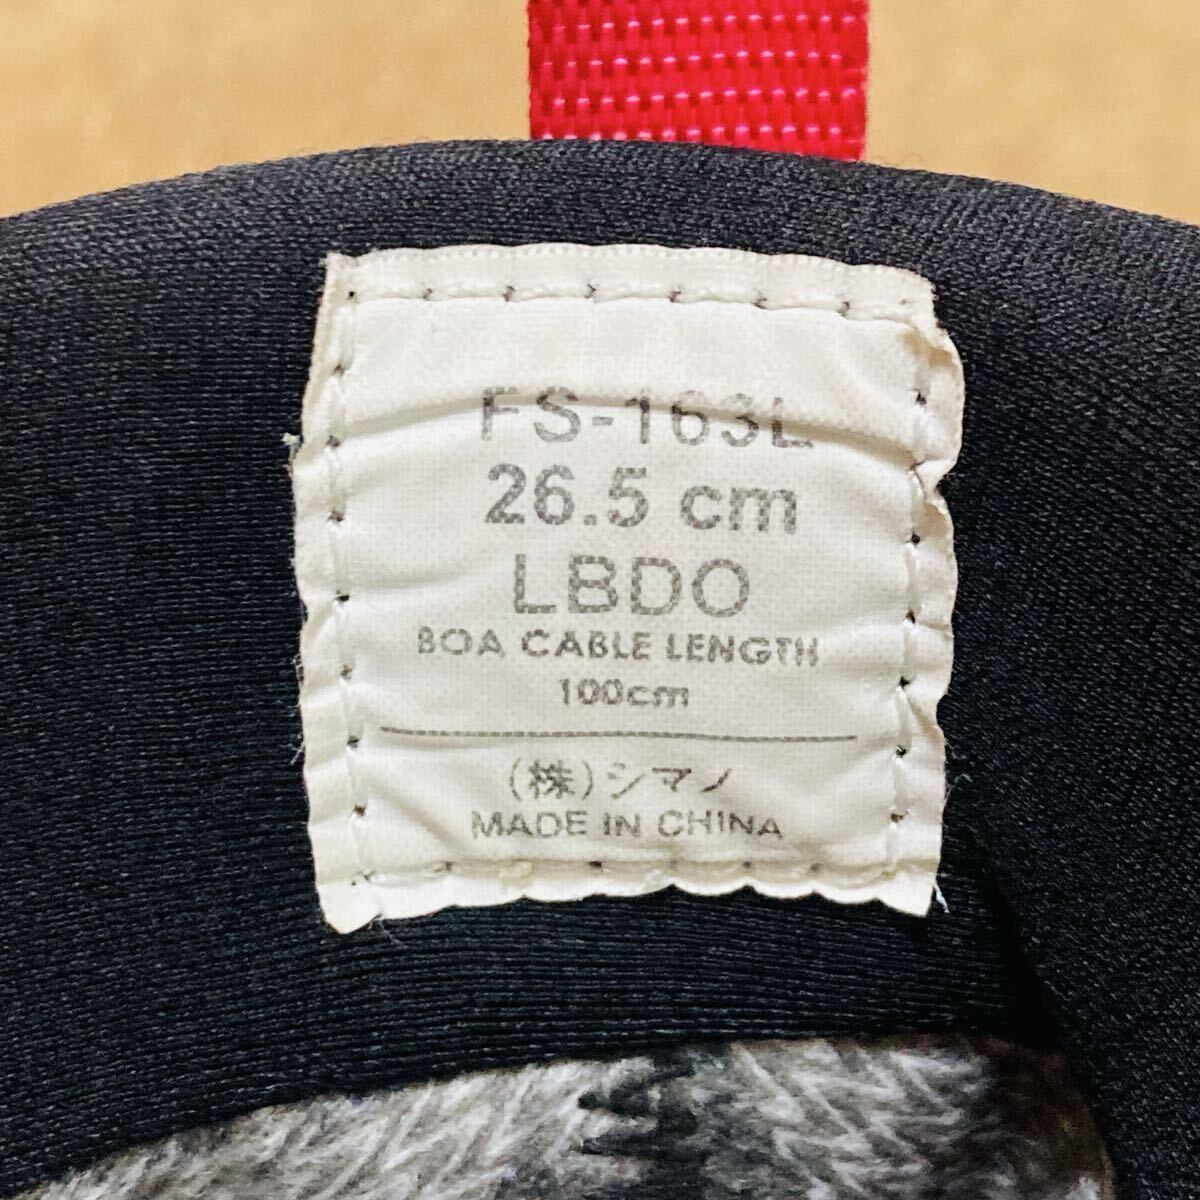 FS-163L
26.5 cm
LBDO
BOA CABLE LENGTH
100cm
(株)シマノ
MADE IN CHINA